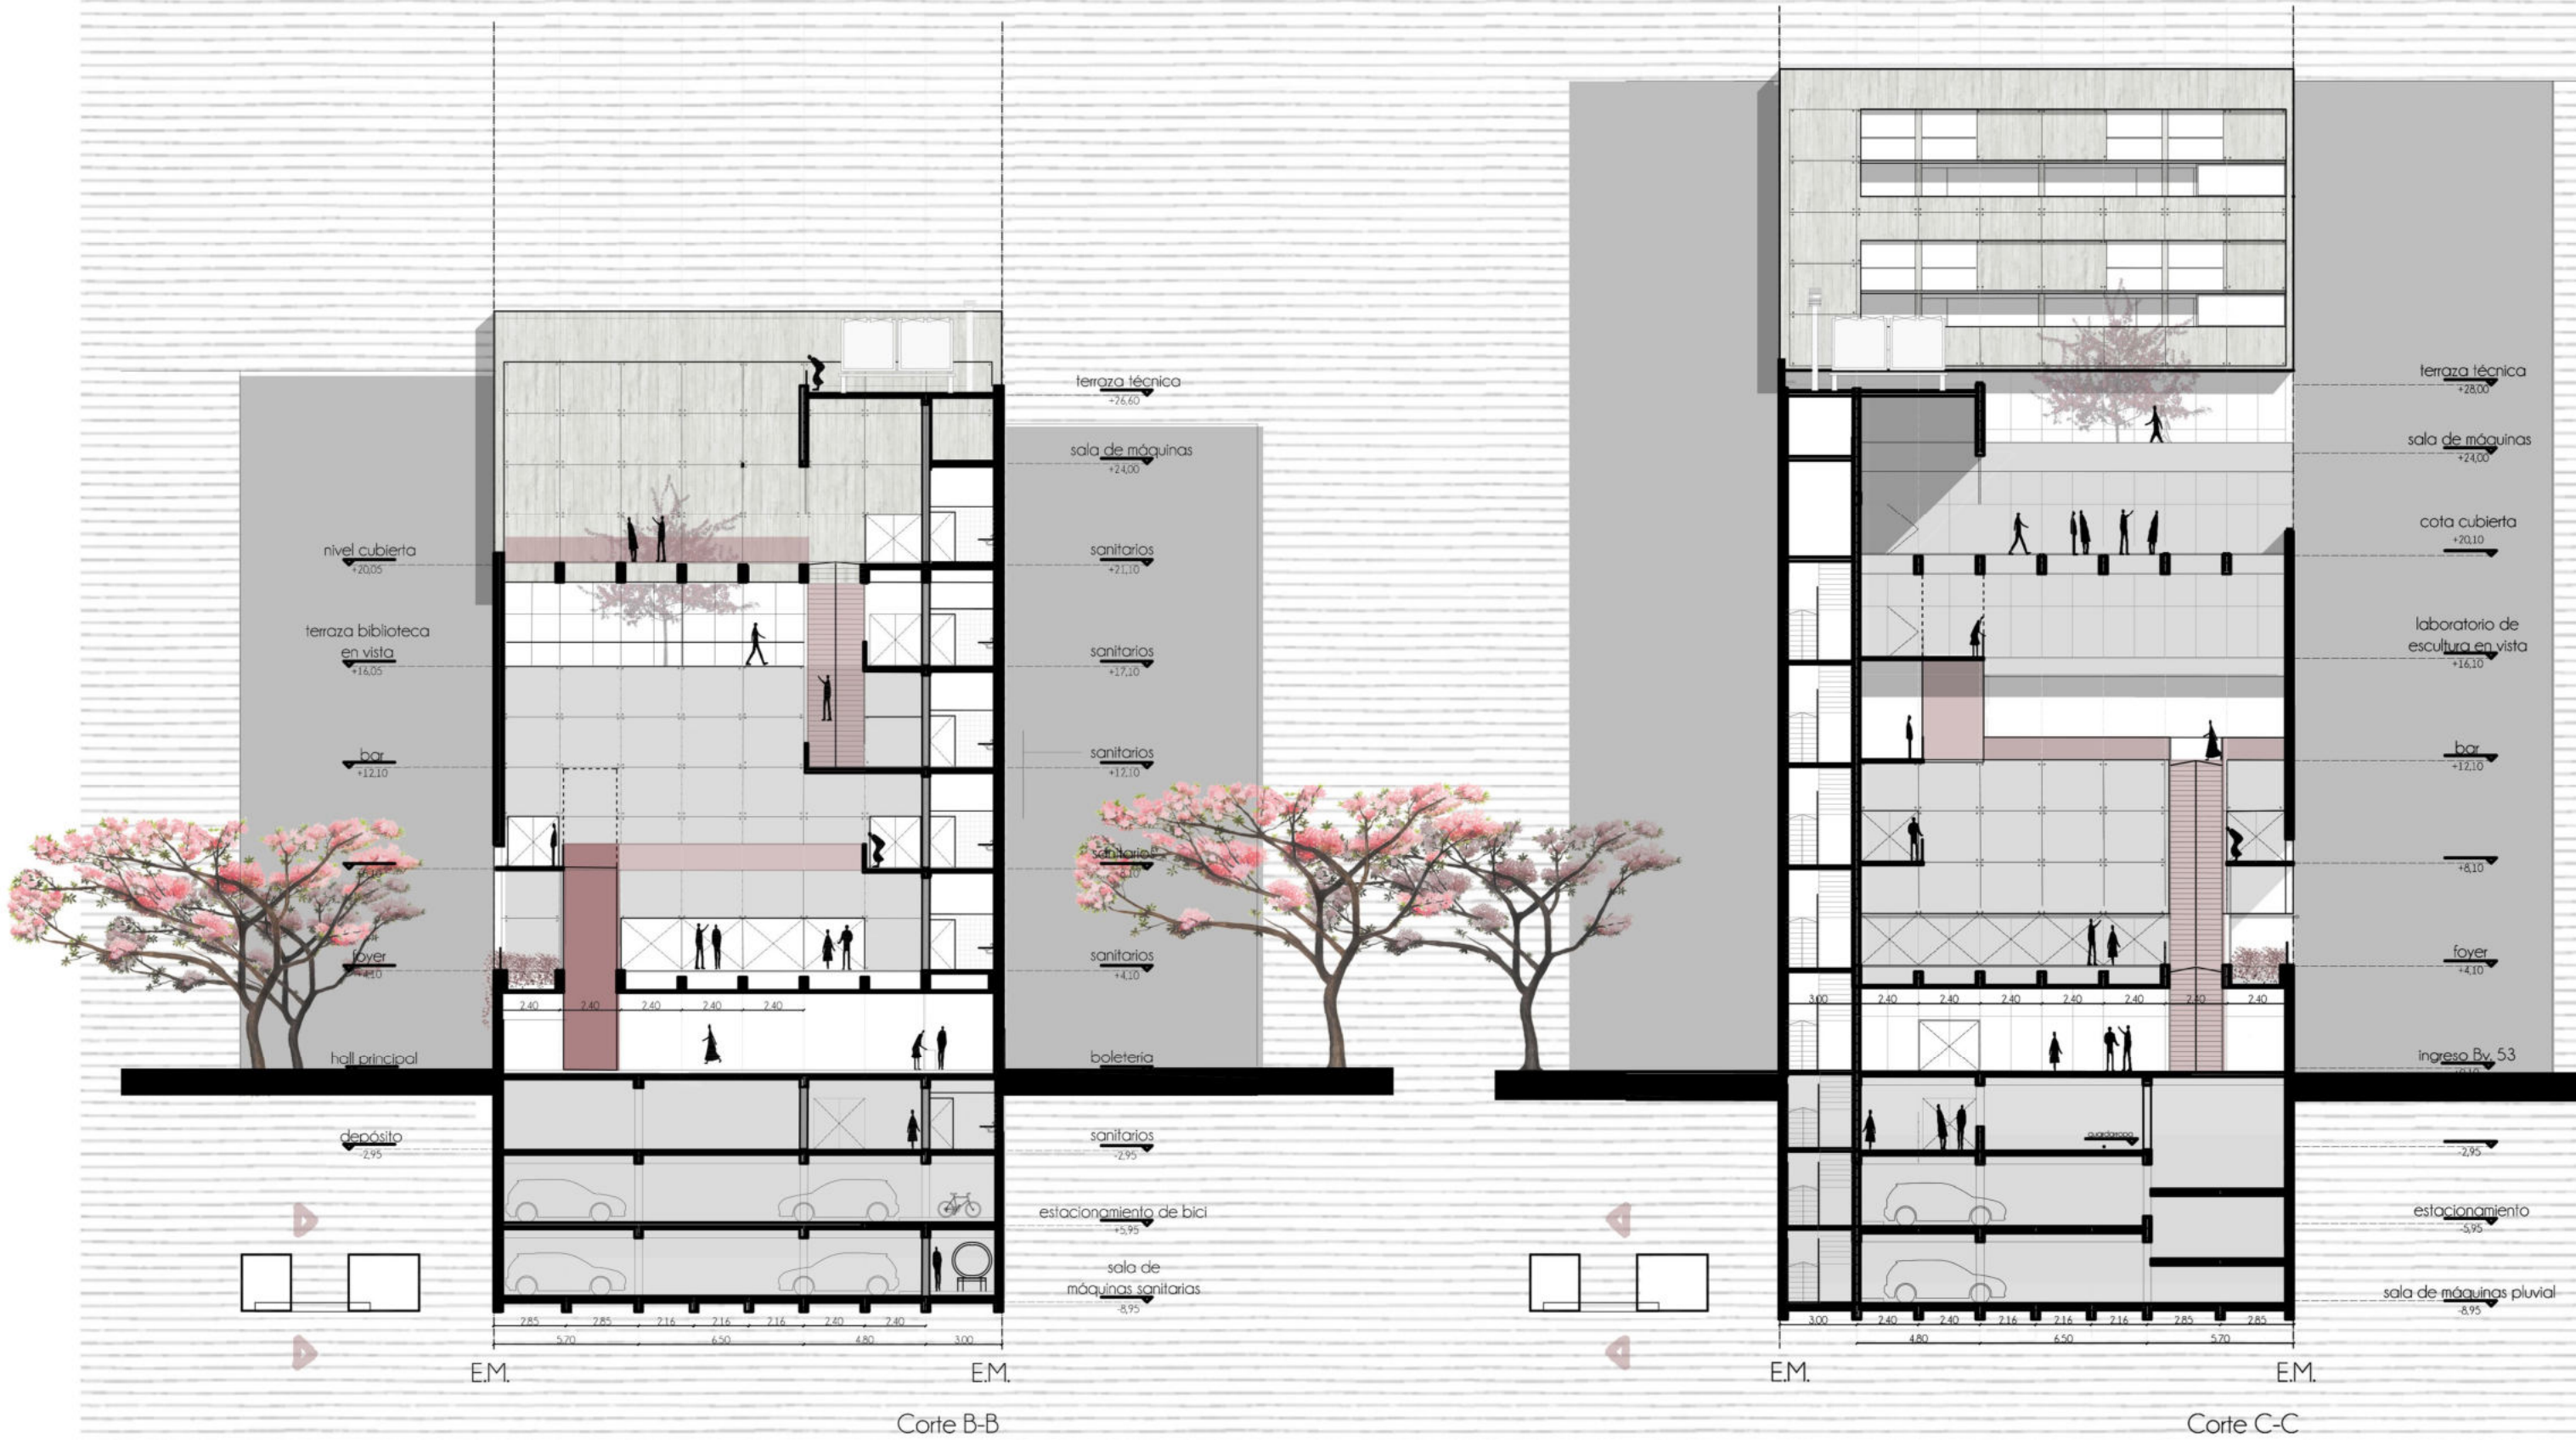 nivel cubierta
+20,05
terraza biblioteca
en vista
+16,05
bar
+12,10
foyer
+4,10
hall principal
depósito
-2,95
terraza técnica
+26,60
sala de máquinas
+24,00
sanitarios
+21,10
sanitarios
+17,10
sanitarios
+12,10
sanitarios
sanitarios
+4,10
boletería
sanitarios
-2,95
estacionamiento de bici
+5,95
sala de
máquinas sanitarias
-8,95
2.40 2.40 2.40 2.40 2.40
2.85 2.85 2.16 2.16 2.16 2.40 2.40
5.70 6.50 4.80 3.00
E.M. E.M.
Corte B-B
terraza técnica
+28,00
sala de máquinas
+24,00
cota cubierta
+20,10
laboratorio de
escultura en vista
+16,10
bar
+12,10
+8,10
foyer
+4,10
ingreso Bv. 53
guardarropa
-2,95
estacionamiento
-5,95
sala de máquinas pluvial
-8,95
3.00 2.40 2.40 2.40 2.40 2.40 2.40 2.40
3.00 2.40 2.40 2.16 2.16 2.16 2.85 2.85
4.80 6.50 5.70
E.M. E.M.
Corte C-C